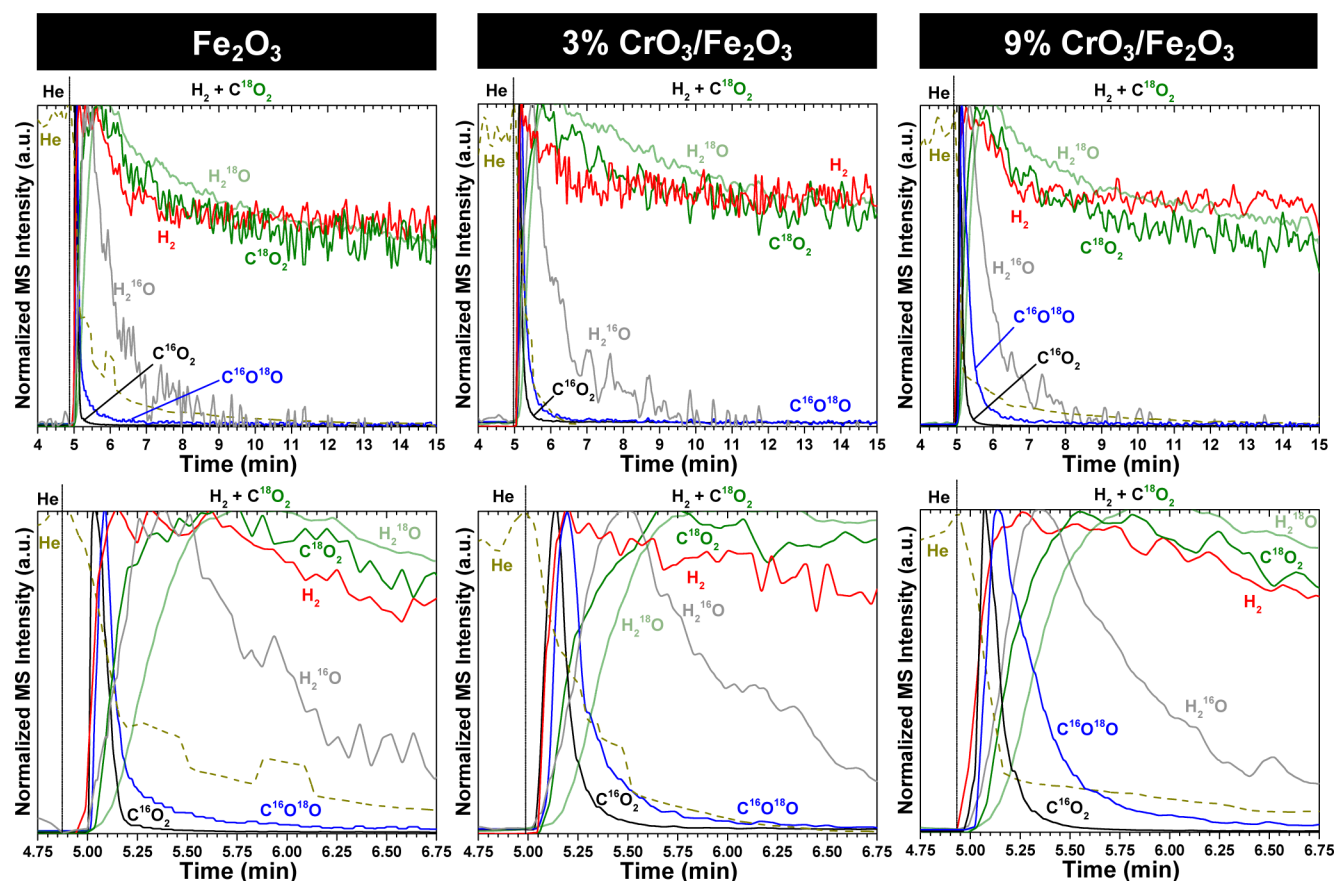 Fe₂O₃
3% CrO₃/Fe₂O₃
9% CrO₃/Fe₂O₃
He
H₂ + C¹⁸O₂
Normalized MS Intensity (a.u.)
He
H₂¹⁸O
H₂
C¹⁸O₂
H₂¹⁶O
C¹⁶O₂
C¹⁶O¹⁸O
4 5 6 7 8 9 10 11 12 13 14 15
Time (min)
He
H₂ + C¹⁸O₂
Normalized MS Intensity (a.u.)
He
H₂¹⁸O
H₂
C¹⁸O₂
H₂¹⁶O
C¹⁶O₂
C¹⁶O¹⁸O
4 5 6 7 8 9 10 11 12 13 14 15
Time (min)
He
H₂ + C¹⁸O₂
Normalized MS Intensity (a.u.)
He
H₂¹⁸O
H₂
C¹⁸O₂
H₂¹⁶O
C¹⁶O¹⁸O
C¹⁶O₂
4 5 6 7 8 9 10 11 12 13 14 15
Time (min)
He
H₂ + C¹⁸O₂
Normalized MS Intensity (a.u.)
He
H₂¹⁸O
C¹⁸O₂
H₂
H₂¹⁶O
C¹⁶O₂
C¹⁶O¹⁸O
4.75 5.00 5.25 5.50 5.75 6.00 6.25 6.50 6.75
Time (min)
He
H₂ + C¹⁸O₂
Normalized MS Intensity (a.u.)
He
C¹⁸O₂
H₂
H₂¹⁶O
H₂¹⁸O
C¹⁶O₂
C¹⁶O¹⁸O
4.75 5.00 5.25 5.50 5.75 6.00 6.25 6.50 6.75
Time (min)
He
H₂ + C¹⁸O₂
Normalized MS Intensity (a.u.)
He
H₂¹⁸O
C¹⁸O₂
H₂
H₂¹⁶O
C¹⁶O¹⁸O
C¹⁶O₂
4.75 5.00 5.25 5.50 5.75 6.00 6.25 6.50 6.75
Time (min)